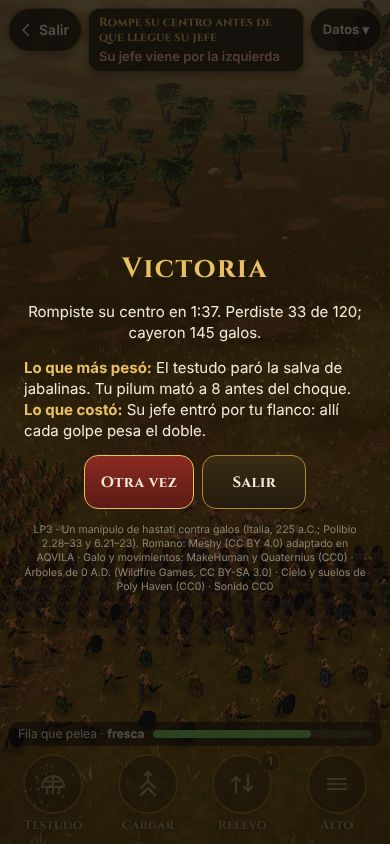 Salir
ROMPE SU CENTRO ANTES DE
QUE LLEGUE SU JEFE
Su jefe viene por la izquierda
Datos ▾
VICTORIA
Rompiste su centro en 1:37. Perdiste 33 de 120;
cayeron 145 galos.
Lo que más pesó: El testudo paró la salva de
jabalinas. Tu pilum mató a 8 antes del choque.
Lo que costó: Su jefe entró por tu flanco: allí
cada golpe pesa el doble.
OTRA VEZ
SALIR
LP3 · Un manípulo de hastati contra galos (Italia, 225 a.C.; Polibio
2.28–33 y 6.21–23). Romano: Meshy (CC BY 4.0) adaptado en
AQVILA · Galo y movimientos: MakeHuman y Quaternius (CC0) ·
Árboles de 0 A.D. (Wildfire Games, CC BY-SA 3.0) · Cielo y suelos de
Poly Haven (CC0) · Sonido CC0
Fila que pelea · fresca
1
TESTUDO
CARGAR
RELEVO
ALTO